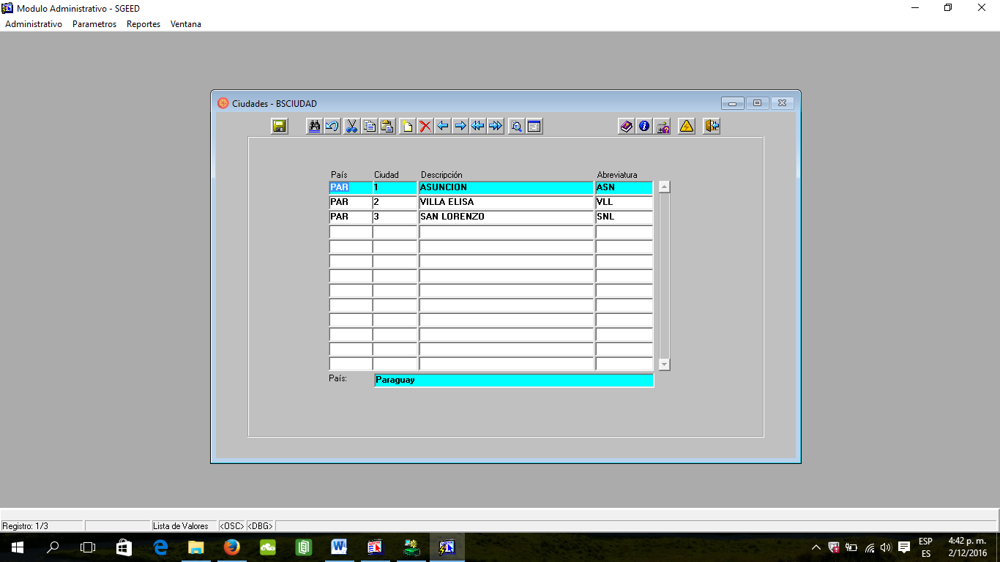 Modulo Administrativo - SGEED
Administrativo Parametros Reportes Ventana
Ciudades - BSCIUDAD
País Ciudad Descripción Abreviatura
PAR 1 ASUNCION ASN
PAR 2 VILLA ELISA VLL
PAR 3 SAN LORENZO SNL
País: Paraguay
Registro: 1/3 Lista de Valores <OSC> <DBG>
ESP 4:42 p. m.
ES 2/12/2016